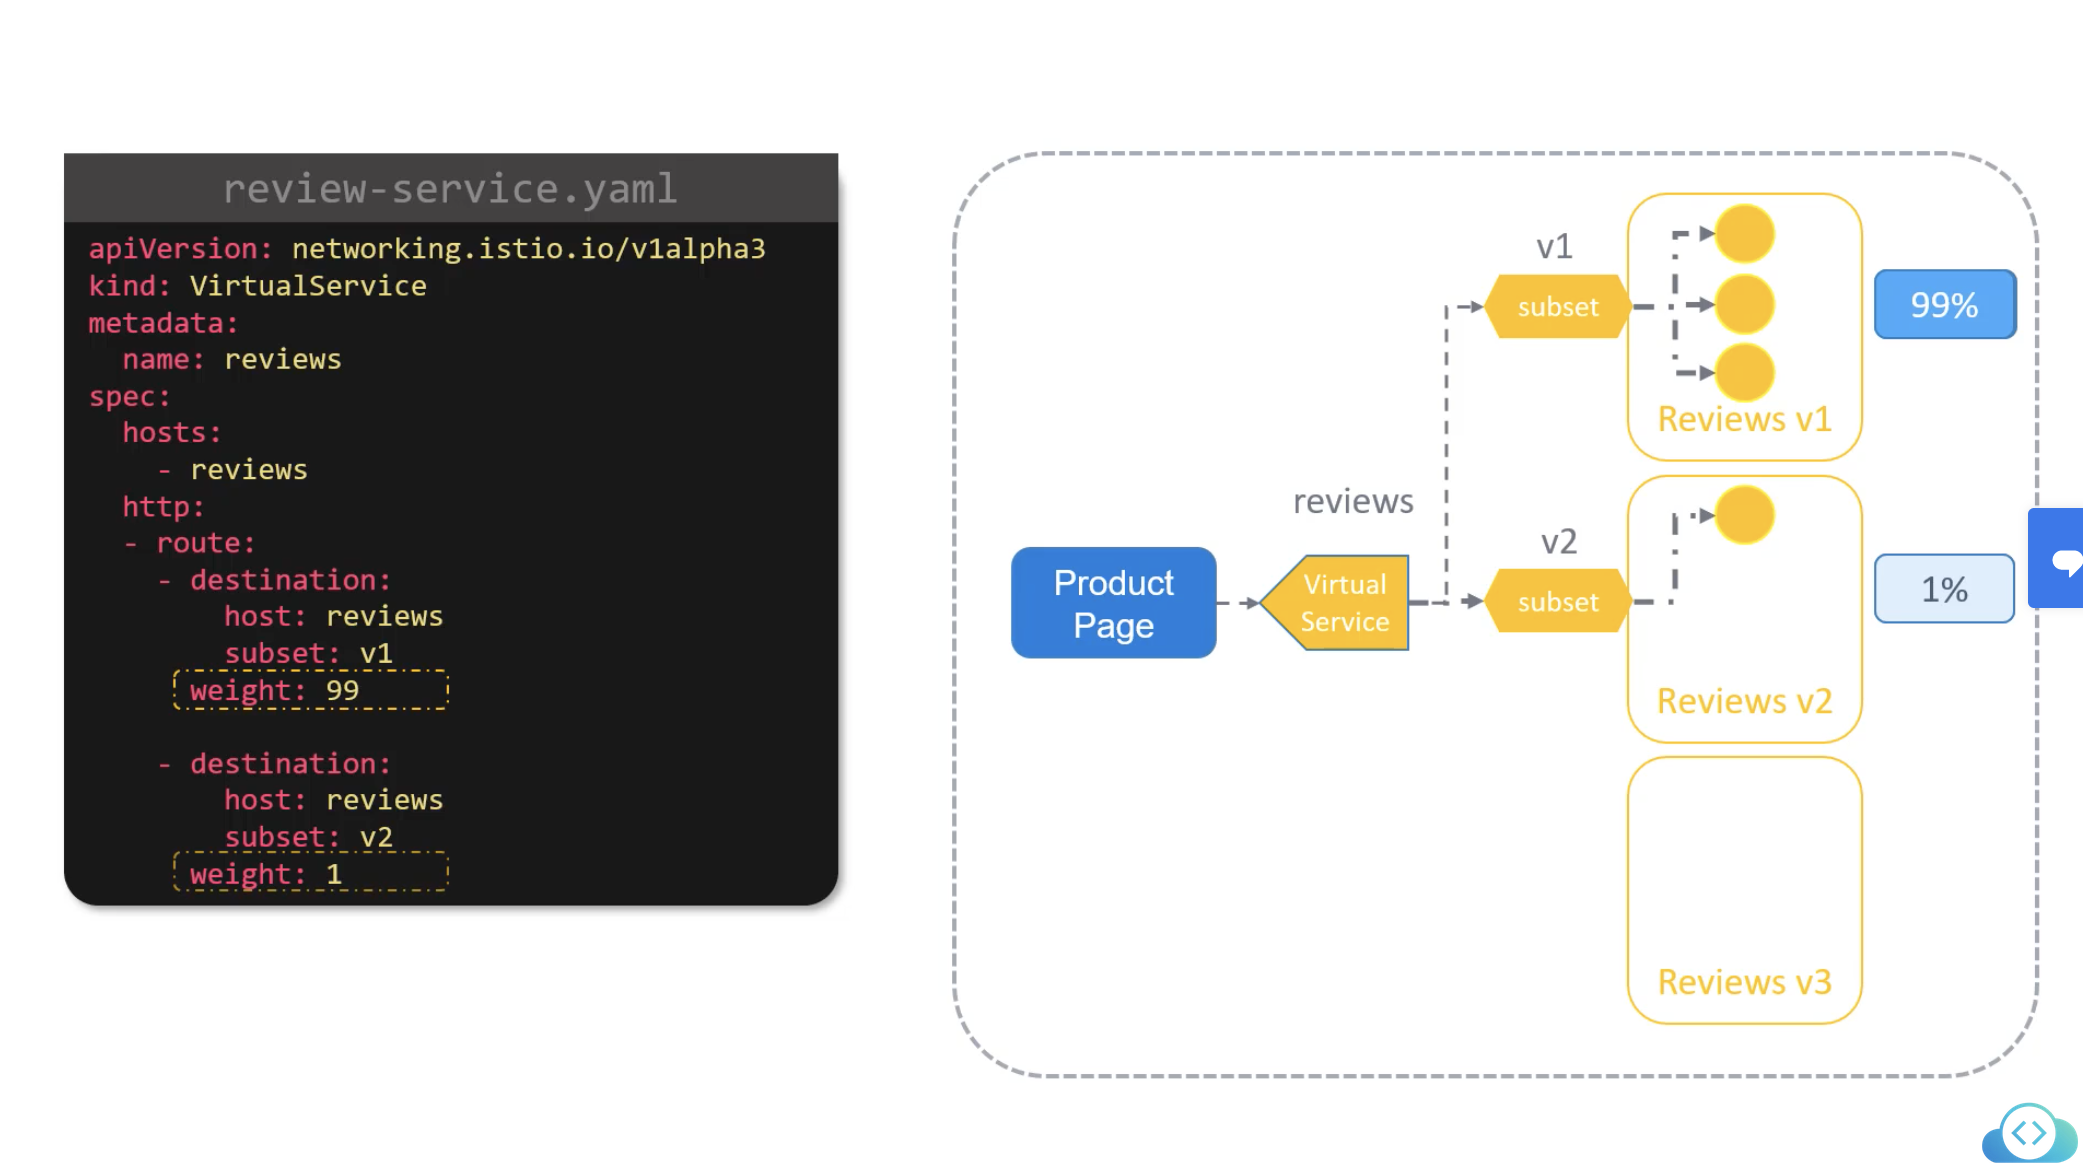 review-service.yaml
apiVersion: networking.istio.io/v1alpha3
kind: VirtualService
metadata:
  name: reviews
spec:
  hosts:
    - reviews
  http:
  - route:
    - destination:
        host: reviews
        subset: v1
      weight: 99
    - destination:
        host: reviews
        subset: v2
      weight: 1
v1
subset
Reviews v1
99%
reviews
Product
Page
Virtual
Service
v2
subset
Reviews v2
1%
Reviews v3